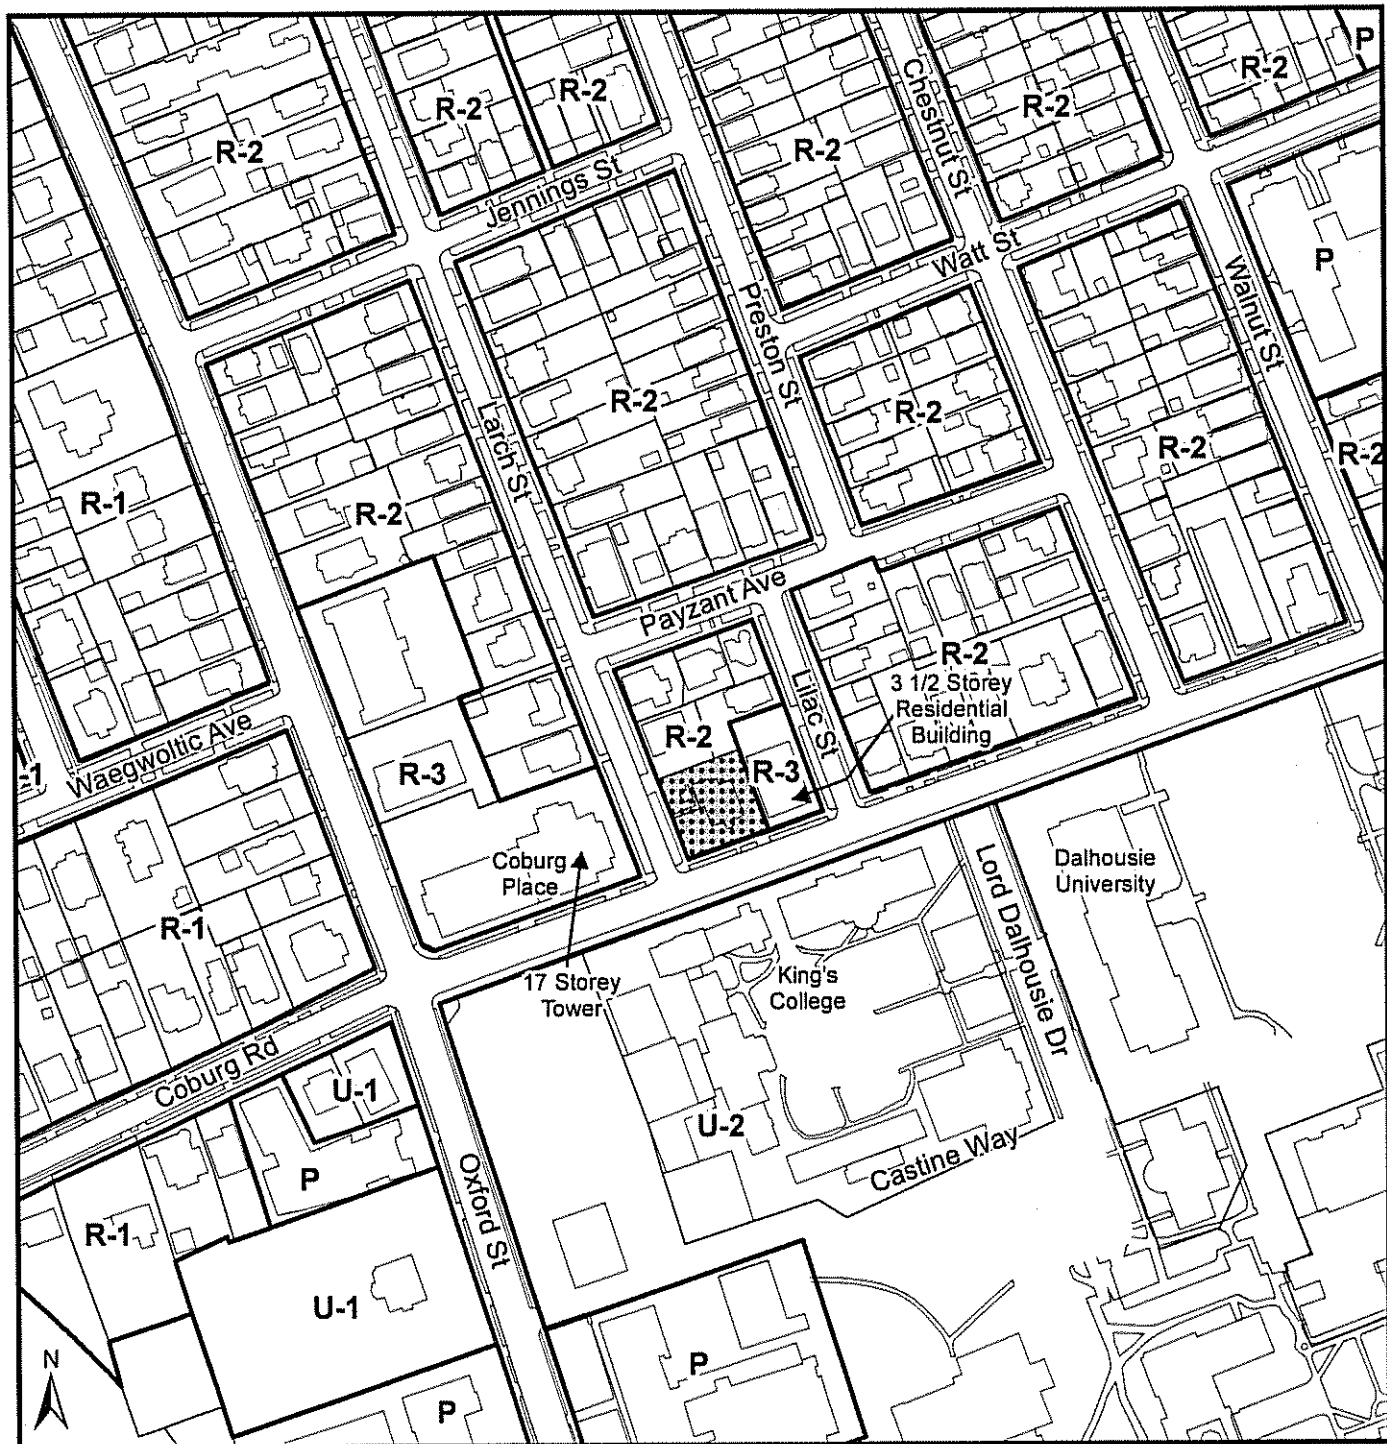 P
R-2
R-2
R-2
R-2
R-2
R-2
Chestnut St
Jennings St
Watt St
P
Walnut St
Preston St
R-2
R-2
Larch St
R-2
R-2
R-1
R-2
Payzant Ave
R-2
3 1/2 Storey
Residential
Building
Lilac St
R-2
Waegwoltic Ave
-1
R-3
R-3
Coburg
Place
Lord Dalhousie Dr
Dalhousie
University
R-1
17 Storey
Tower
King's
College
Coburg Rd
U-1
U-2
Castine Way
P
Oxford St
R-1
U-1
N
P
P